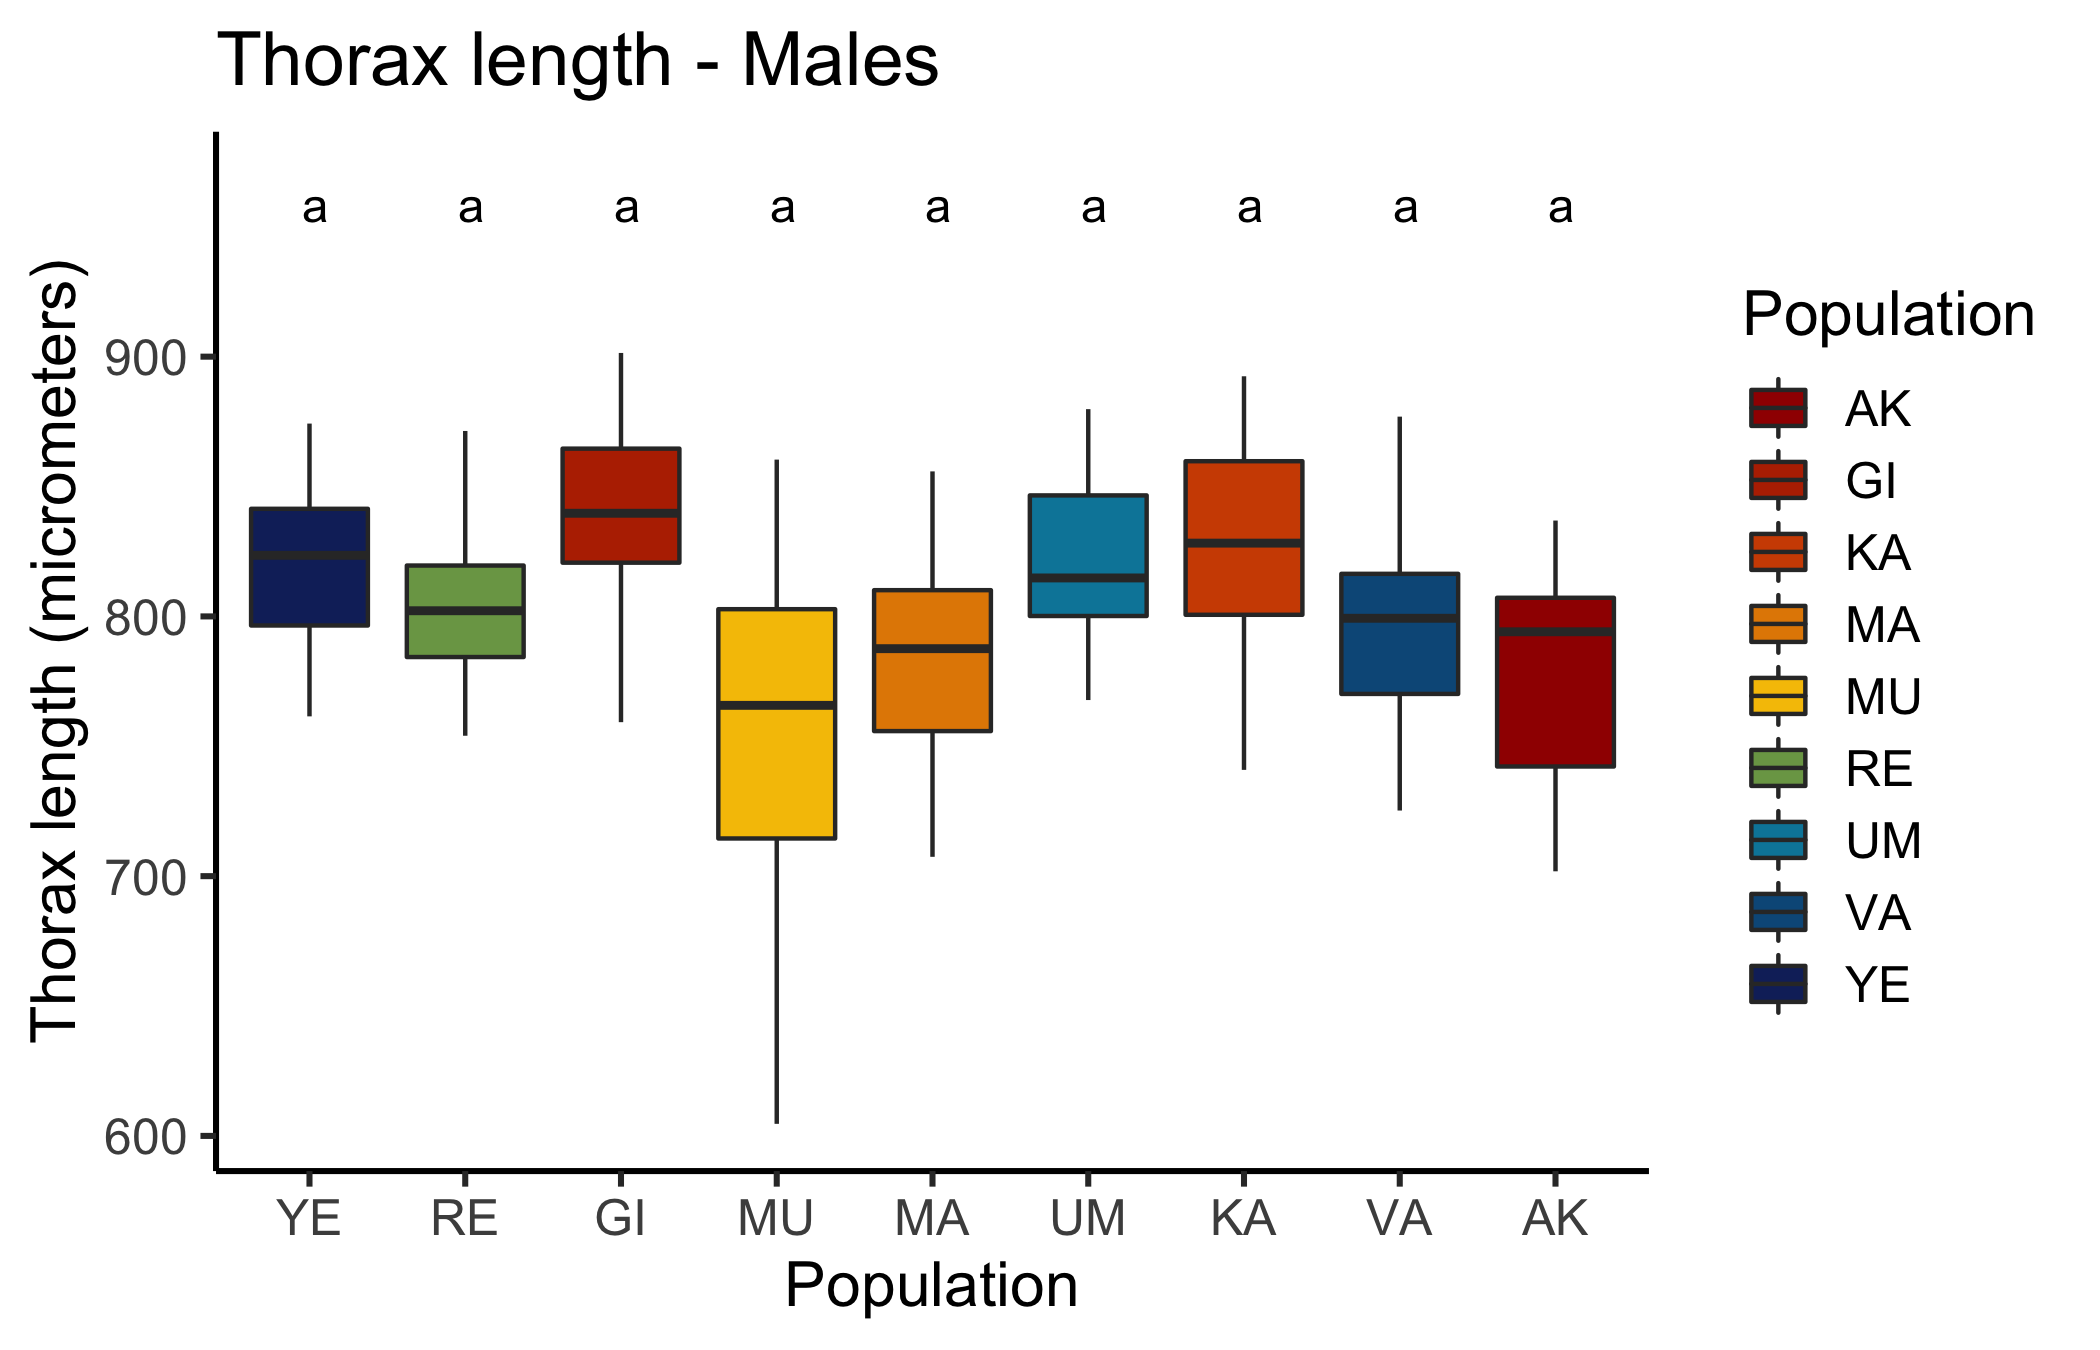 Thorax length - Males
a a a a a a a a a
Thorax length (micrometers)
900
800
700
600
YE RE GI MU MA UM KA VA AK
Population
Population
AK
GI
KA
MA
MU
RE
UM
VA
YE